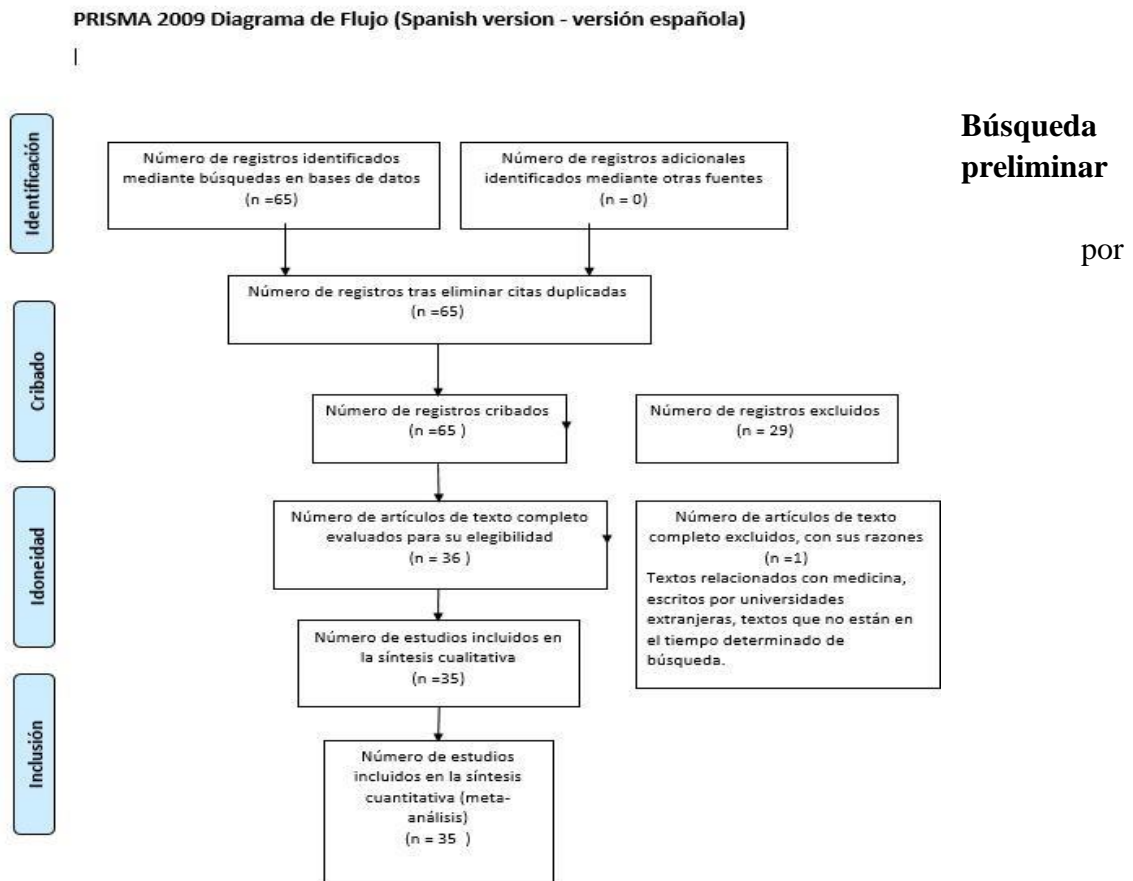 PRISMA 2009 Diagrama de Flujo (Spanish version - versión española)
Identificación
Número de registros identificados
mediante búsquedas en bases de datos
(n =65)
Número de registros adicionales
identificados mediante otras fuentes
(n = 0)
Búsqueda
preliminar
por
Número de registros tras eliminar citas duplicadas
(n =65)
Cribado
Número de registros cribados
(n =65 )
Número de registros excluidos
(n = 29)
Idoneidad
Número de artículos de texto completo
evaluados para su elegibilidad
(n = 36 )
Número de artículos de texto
completo excluidos, con sus razones
(n =1)
Textos relacionados con medicina,
escritos por universidades
extranjeras, textos que no están en
el tiempo determinado de
búsqueda.
Número de estudios incluidos en
la síntesis cualitativa
(n =35)
Inclusión
Número de estudios
incluidos en la síntesis
cuantitativa (meta-
análisis)
(n = 35 )